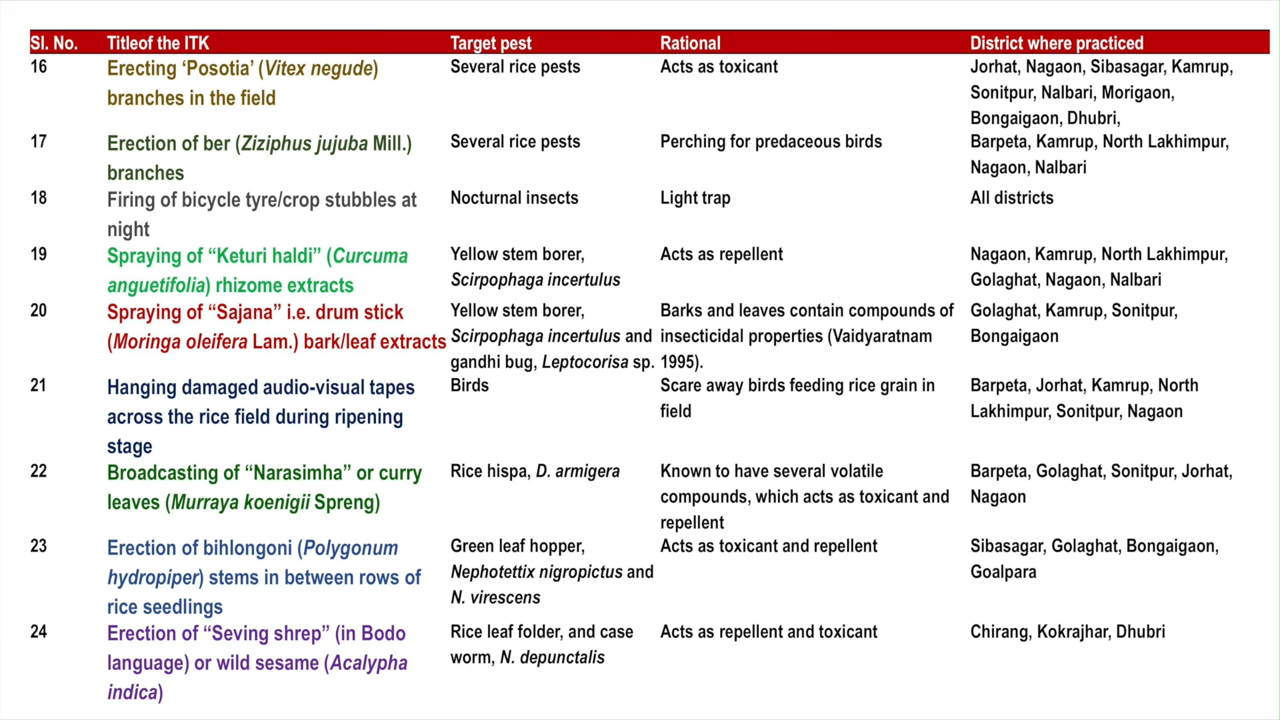 Sl. No. Titleof the ITK Target pest Rational District where practiced
16 Erecting ‘Posotia’ (Vitex negude) Several rice pests Acts as toxicant Jorhat, Nagaon, Sibasagar, Kamrup,
branches in the field Sonitpur, Nalbari, Morigaon,
Bongaigaon, Dhubri,
17 Erection of ber (Ziziphus jujuba Mill.) Several rice pests Perching for predaceous birds Barpeta, Kamrup, North Lakhimpur,
branches Nagaon, Nalbari
18 Firing of bicycle tyre/crop stubbles at Nocturnal insects Light trap All districts
night
19 Spraying of “Keturi haldi” (Curcuma Yellow stem borer, Acts as repellent Nagaon, Kamrup, North Lakhimpur,
anguetifolia) rhizome extracts Scirpophaga incertulus Golaghat, Nagaon, Nalbari
20 Spraying of “Sajana” i.e. drum stick Yellow stem borer, Barks and leaves contain compounds of Golaghat, Kamrup, Sonitpur,
(Moringa oleifera Lam.) bark/leaf extracts Scirpophaga incertulus and insecticidal properties (Vaidyaratnam Bongaigaon
gandhi bug, Leptocorisa sp. 1995).
21 Hanging damaged audio-visual tapes Birds Scare away birds feeding rice grain in Barpeta, Jorhat, Kamrup, North
across the rice field during ripening field Lakhimpur, Sonitpur, Nagaon
stage
22 Broadcasting of “Narasimha” or curry Rice hispa, D. armigera Known to have several volatile Barpeta, Golaghat, Sonitpur, Jorhat,
leaves (Murraya koenigii Spreng) compounds, which acts as toxicant and Nagaon
repellent
23 Erection of bihlongoni (Polygonum Green leaf hopper, Acts as toxicant and repellent Sibasagar, Golaghat, Bongaigaon,
hydropiper) stems in between rows of Nephotettix nigropictus and Goalpara
rice seedlings N. virescens
24 Erection of “Seving shrep” (in Bodo Rice leaf folder, and case Acts as repellent and toxicant Chirang, Kokrajhar, Dhubri
language) or wild sesame (Acalypha worm, N. depunctalis
indica)